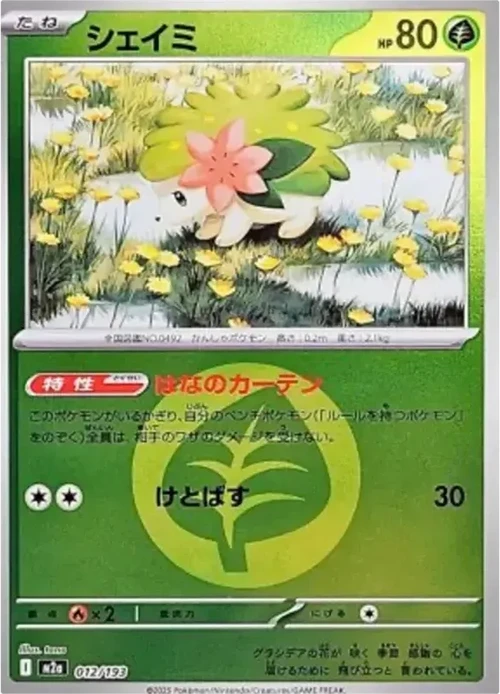 たね
シェイミ
HP 80
全国図鑑NO.0492 かんしゃポケモン 高さ:0.2m 重さ:2.1kg
特性 はなのカーテン
このポケモンがいるかぎり、自分のベンチポケモン(「ルールを持つポケモン」
をのぞく)全員は、相手のワザのダメージを受けない。
けとばす 30
弱点 ×2 抵抗力 にげる
Illus.
I M2a 012/193
グラシデアの花が 咲く 季節 感謝の 心を
届けるために 飛び立つと 言われている
©2025 Pokémon/Nintendo/Creatures/GAME FREAK.